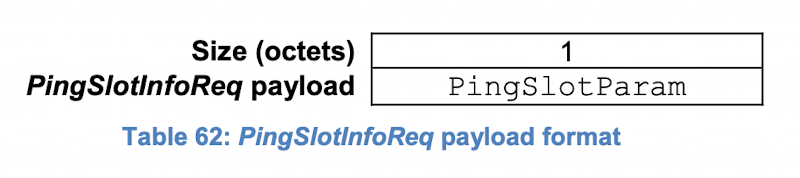 Size (octets) 1
PingSlotInfoReq payload PingSlotParam
Table 62: PingSlotInfoReq payload format